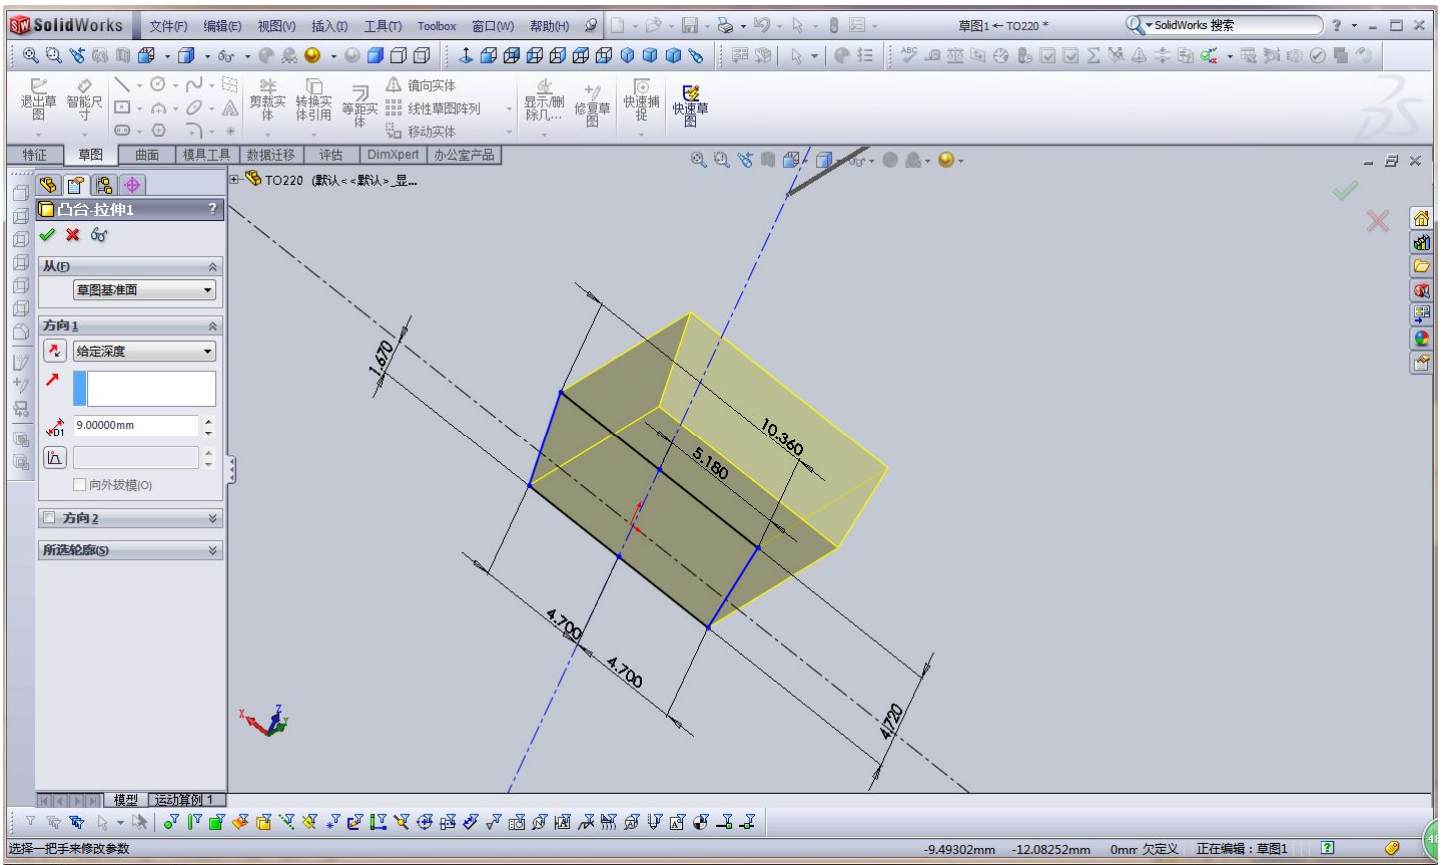 SolidWorks 文件(F) 编辑(E) 视图(V) 插入(I) 工具(T) Toolbox 窗口(W) 帮助(H) 草图1 ← TO220 * SolidWorks 搜索
退出草图 智能尺寸 剪裁实体 转换实体引用 等距实体 镜向实体 线性草图阵列 移动实体 显示/删除几... 修复草图 快速捕捉 快速草图
特征 草图 曲面 模具工具 数据迁移 评估 DimXpert 办公室产品
TO220 (默认<<默认>_显...
凸台-拉伸1 ?
从(F)
草图基准面
方向1
给定深度
D1 9.00000mm
向外拔模(O)
方向2
所选轮廓(S)
1.670
10.360
5.180
4.700
4.700
4.720
X Z Y
模型 运动算例 1
选择一把手来修改参数 -9.49302mm -12.08252mm 0mm 欠定义 正在编辑：草图1
48